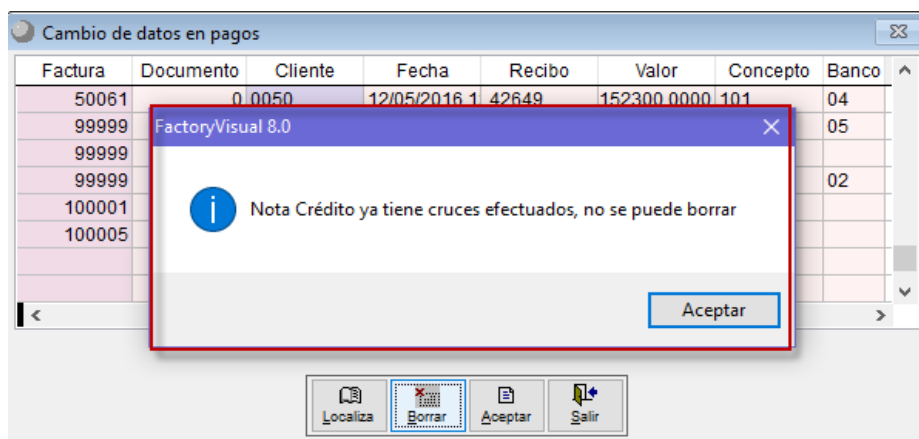 Cambio de datos en pagos
Factura Documento Cliente Fecha Recibo Valor Concepto Banco
50061 0 0050 12/05/2016 1 42649 152300 0000 101 04
99999 05
99999
99999 02
100001
100005
FactoryVisual 8.0
Nota Crédito ya tiene cruces efectuados, no se puede borrar
Aceptar
Localiza Borrar Aceptar Salir